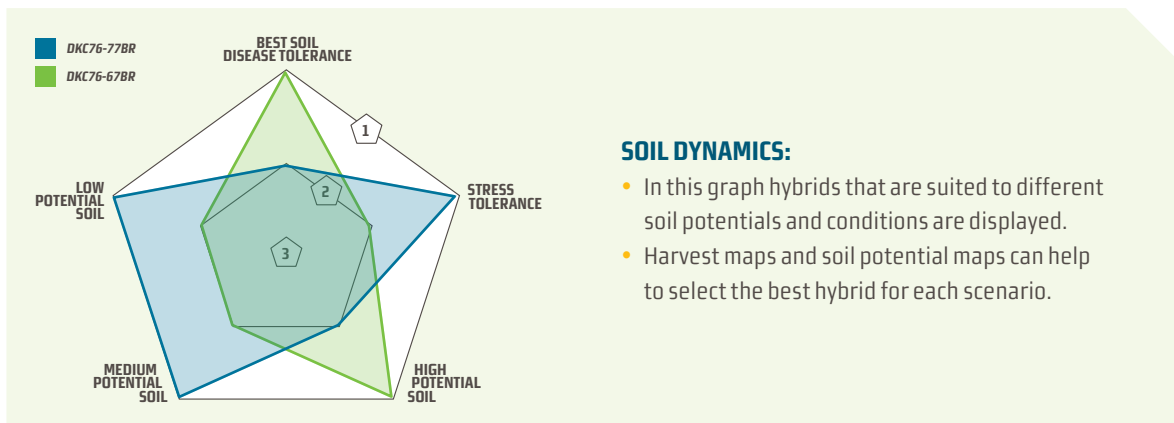 DKC76-77BR
DKC76-67BR
BEST SOIL
DISEASE TOLERANCE
1
2
3
STRESS
TOLERANCE
LOW
POTENTIAL
SOIL
MEDIUM
POTENTIAL
SOIL
HIGH
POTENTIAL
SOIL
SOIL DYNAMICS:
• In this graph hybrids that are suited to different
soil potentials and conditions are displayed.
• Harvest maps and soil potential maps can help
to select the best hybrid for each scenario.